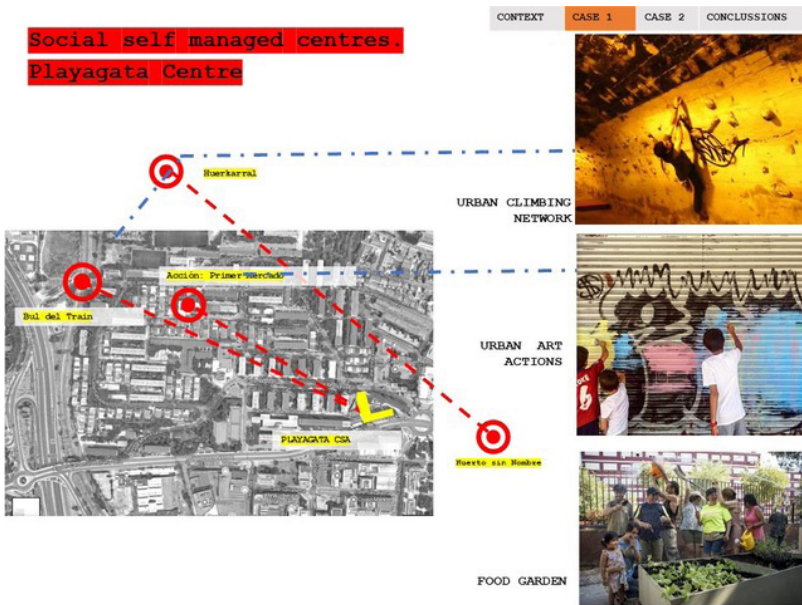 CONTEXT CASE 1 CASE 2 CONCLUSSIONS
Social self managed centres.
Playagata Centre
Huerkarral
URBAN CLIMBING
NETWORK
Acción: Primer Mercado
Bul del Train
URBAN ART
ACTIONS
PLAYAGATA CSA
Huerto sin Nombre
FOOD GARDEN
6